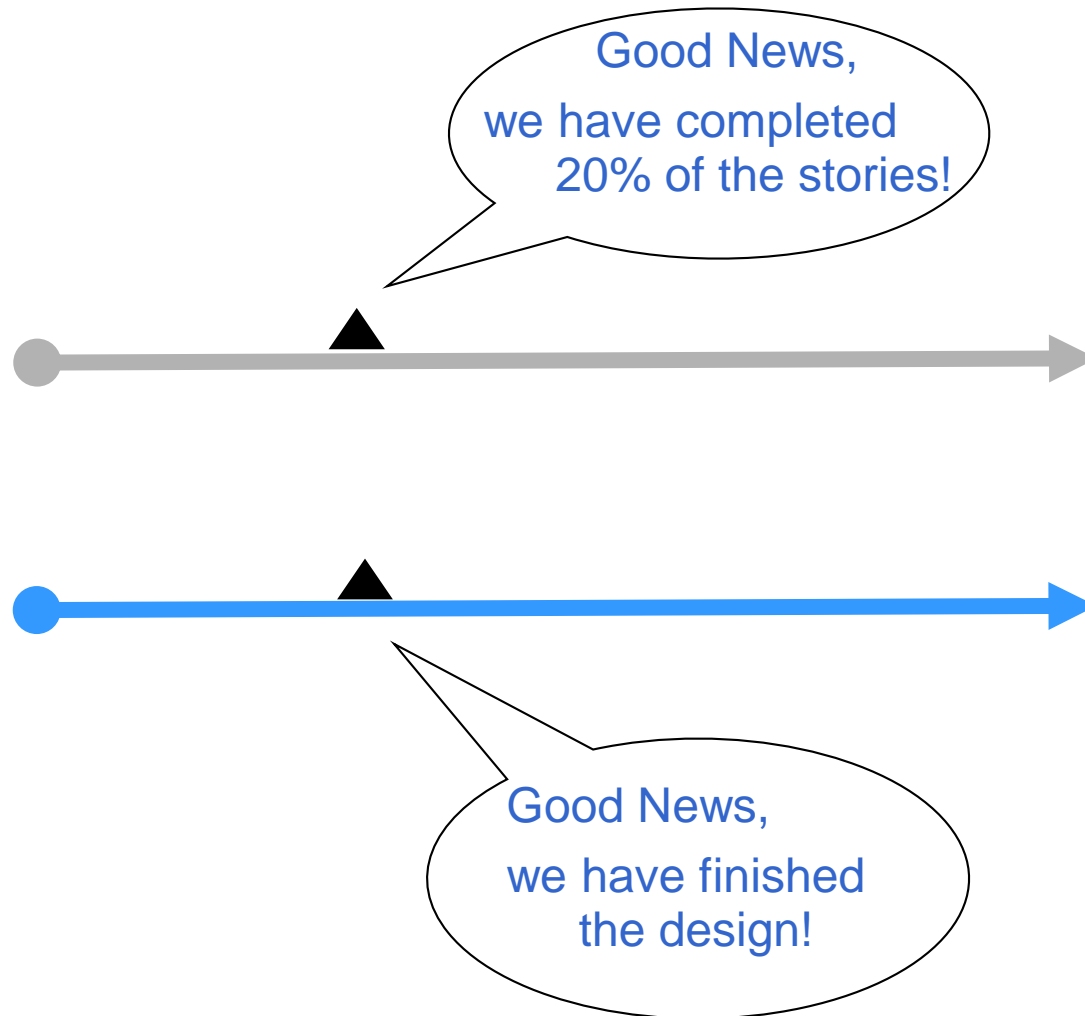 Good News,
we have completed
20% of the stories!
Good News,
we have finished
the design!